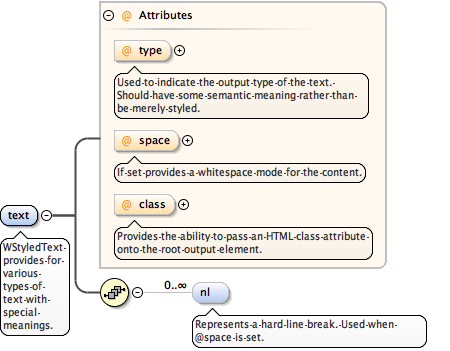 @ Attributes
@ type
Used-to-indicate-the-output-type-of-the-text.-
Should-have-some-semantic-meaning-rather-than-
be-merely-styled.
@ space
If-set-provides-a-whitespace-mode-for-the-content.
@ class
Provides-the-ability-to-pass-an-HTML-class-attribute-
onto-the-root-output-element.
text
WStyledText-
provides-for-
various-
types-of-
text-with-
special-
meanings.
0..∞
nl
Represents-a-hard-line-break.-Used-when-
@space-is-set.